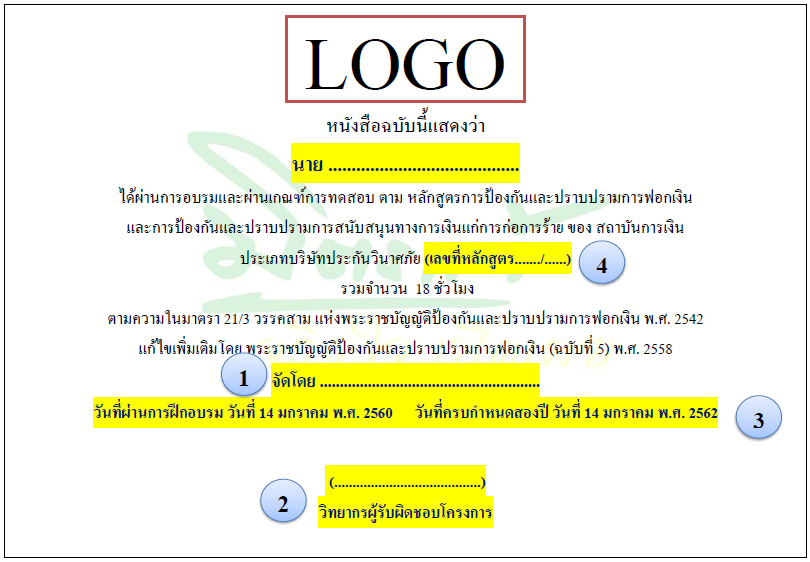 LOGO
หนังสือฉบับนี้แสดงว่า
นาย .........................................
ได้ผ่านการอบรมและผ่านเกณฑ์การทดสอบ ตาม หลักสูตรการป้องกันและปราบปรามการฟอกเงิน
และการป้องกันและปราบปรามการสนับสนุนทางการเงินแก่การก่อการร้าย ของ สถาบันการเงิน
ประเภทบริษัทประกันวินาศภัย (เลขที่หลักสูตร......./......) 4
รวมจำนวน 18 ชั่วโมง
ตามความในมาตรา 21/3 วรรคสาม แห่งพระราชบัญญัติป้องกันและปราบปรามการฟอกเงิน พ.ศ. 2542
แก้ไขเพิ่มเติมโดย พระราชบัญญัติป้องกันและปราบปรามการฟอกเงิน (ฉบับที่ 5) พ.ศ. 2558
1 จัดโดย .......................................................
วันที่ผ่านการฝึกอบรม วันที่ 14 มกราคม พ.ศ. 2560 วันที่ครบกำหนดสองปี วันที่ 14 มกราคม พ.ศ. 2562 3
(.........................................)
2 วิทยากรผู้รับผิดชอบโครงการ